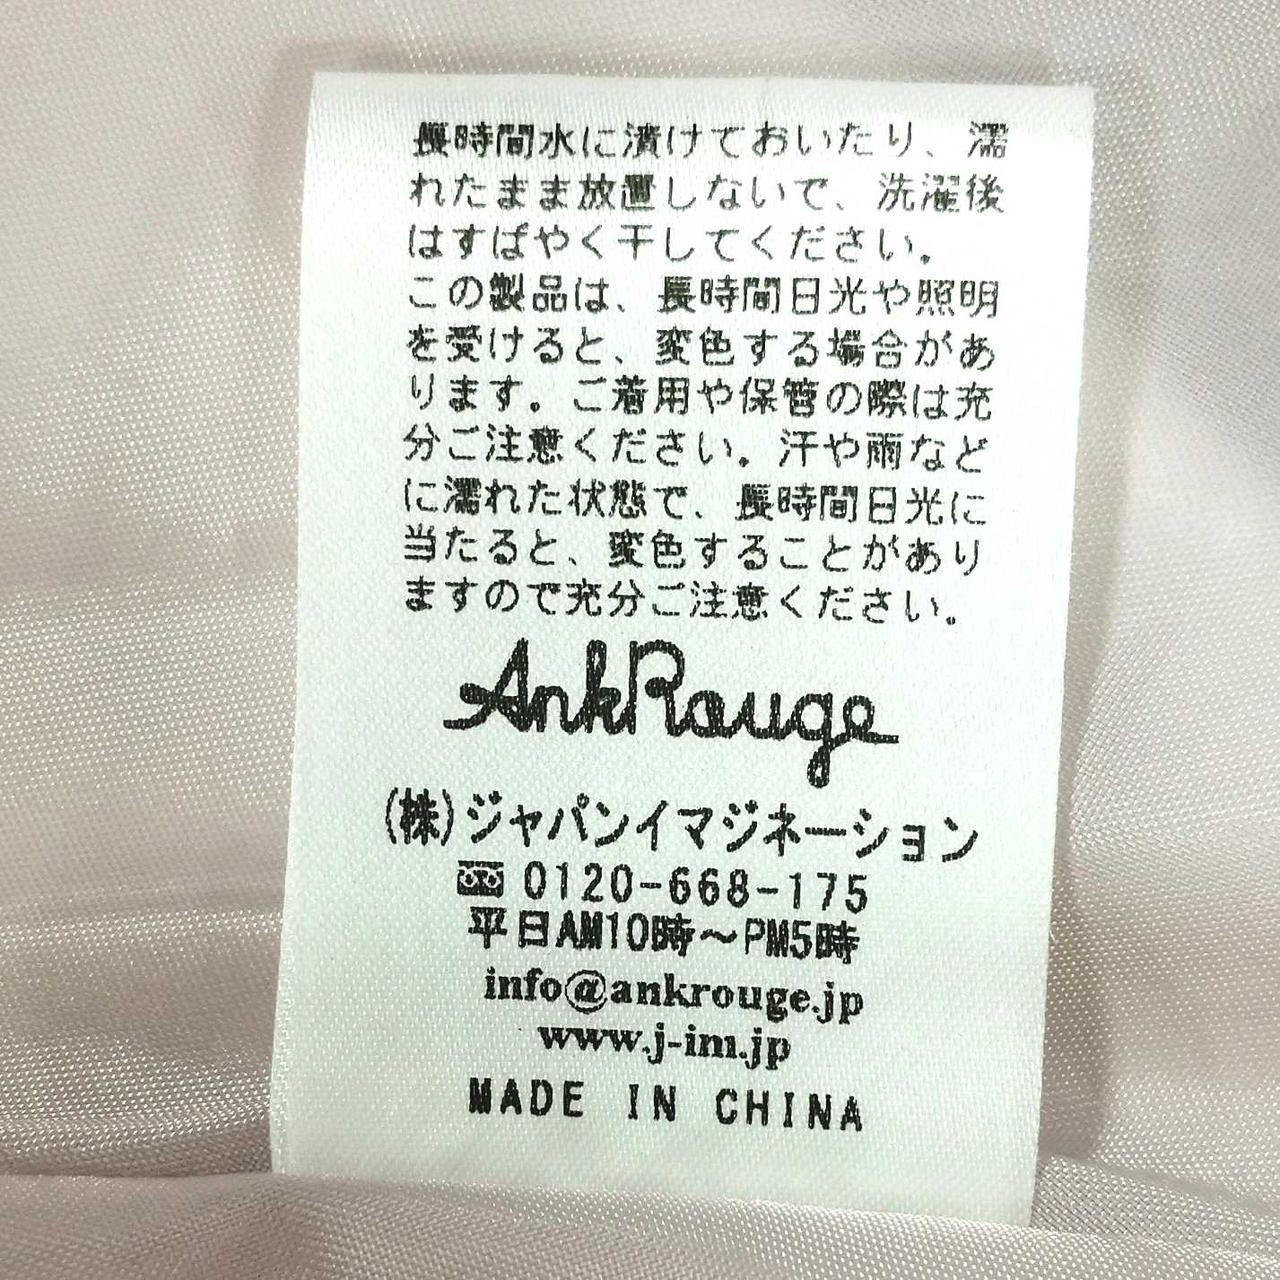 長時間水に漬けておいたり、濡
れたまま放置しないで、洗濯後
はすばやく干してください。
この製品は、長時間日光や照明
を受けると、変色する場合があ
ります。ご着用や保管の際は充
分ご注意ください。汗や雨など
に濡れた状態で、長時間日光に
当たると、変色することがあり
ますので充分ご注意ください。
AnkRouge
(株)ジャパンイマジネーション
0120-668-175
平日AM10時～PM5時
info@ankrouge.jp
www.j-im.jp
MADE IN CHINA